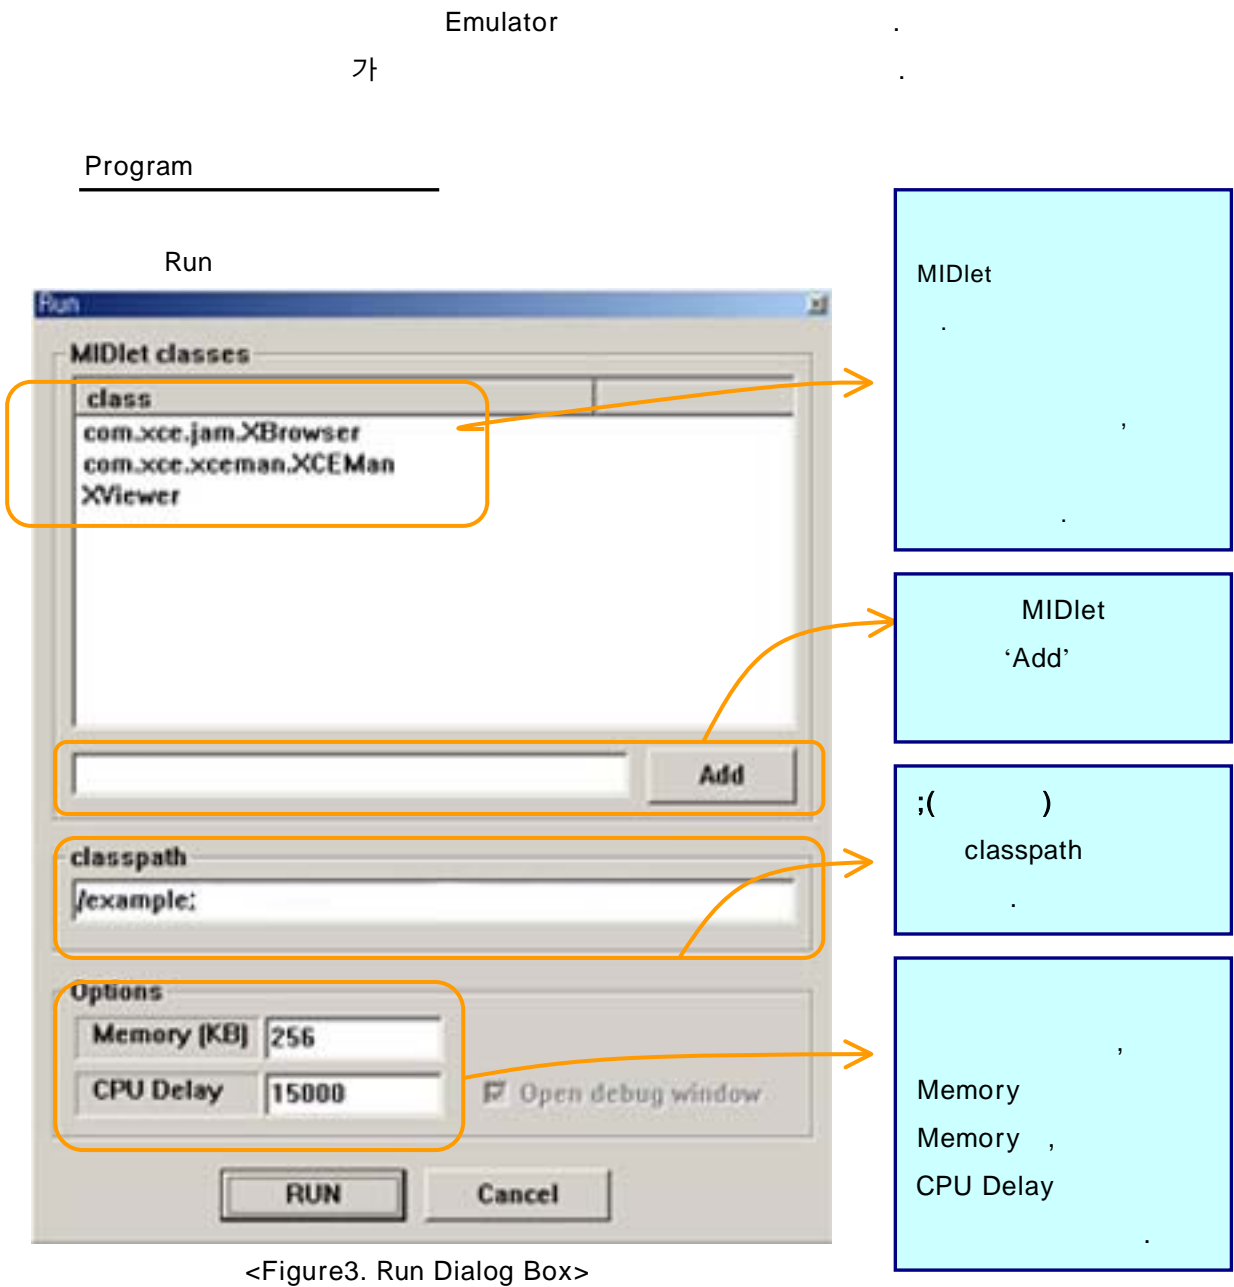 Emulator .
가 .
Program
Run
Run
MIDlet classes
class
com.xce.jam.XBrowser
com.xce.xceman.XCEMan
XViewer
Add
classpath
/example;
Options
Memory (KB) 256
CPU Delay 15000
Open debug window
RUN Cancel
<Figure3. Run Dialog Box>
MIDlet
.
,
.
MIDlet
‘Add’
;( )
classpath
.
,
Memory
Memory ,
CPU Delay
.